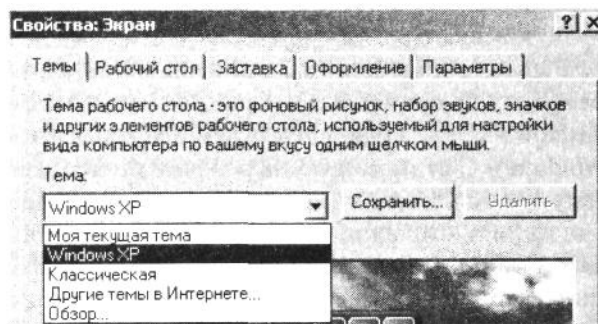 Свойства: Экран
Темы Рабочий стол Заставка Оформление Параметры
Тема рабочего стола - это фоновый рисунок, набор звуков, значков
и других элементов рабочего стола, используемый для настройки
вида компьютера по вашему вкусу одним щелчком мыши.
Тема:
Windows XP Сохранить... Удалить
Моя текущая тема
Windows XP
Классическая
Другие темы в Интернете...
Обзор...